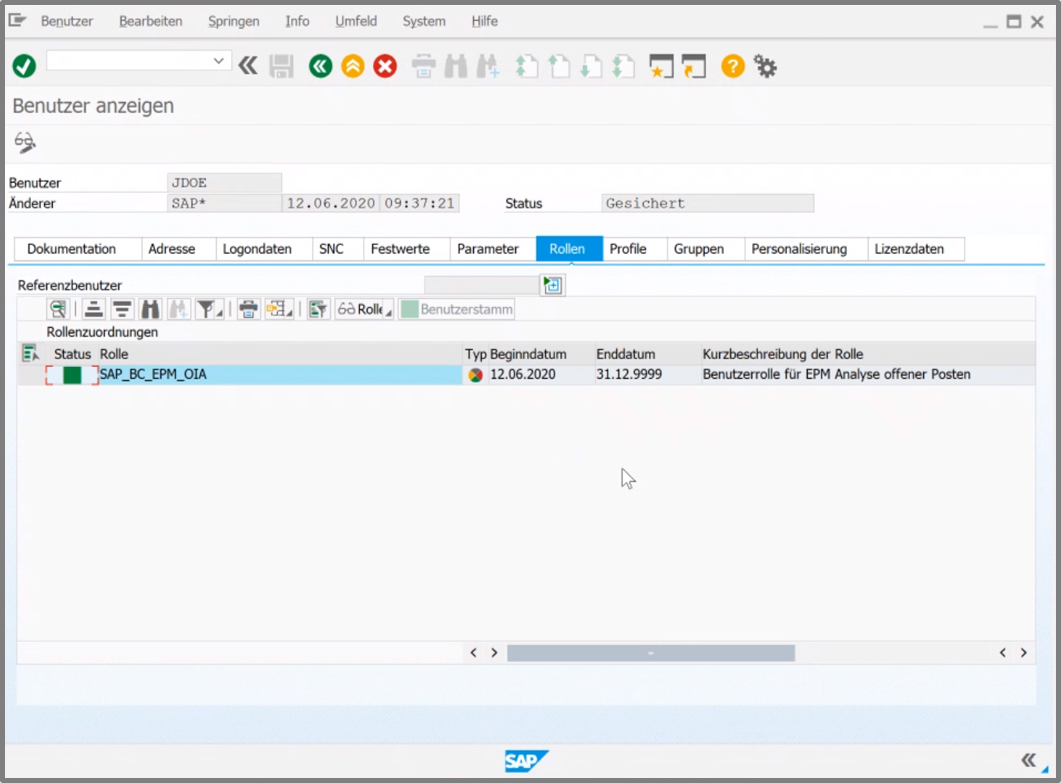 Benutzer Bearbeiten Springen Info Umfeld System Hilfe
Benutzer anzeigen
Benutzer JDOE
Änderer SAP* 12.06.2020 09:37:21 Status Gesichert
Dokumentation Adresse Logondaten SNC Festwerte Parameter Rollen Profile Gruppen Personalisierung Lizenzdaten
Referenzbenutzer
Rolle Benutzerstamm
Rollenzuordnungen
Status Rolle Typ Beginndatum Enddatum Kurzbeschreibung der Rolle
SAP_BC_EPM_OIA 12.06.2020 31.12.9999 Benutzerrolle für EPM Analyse offener Posten
SAP